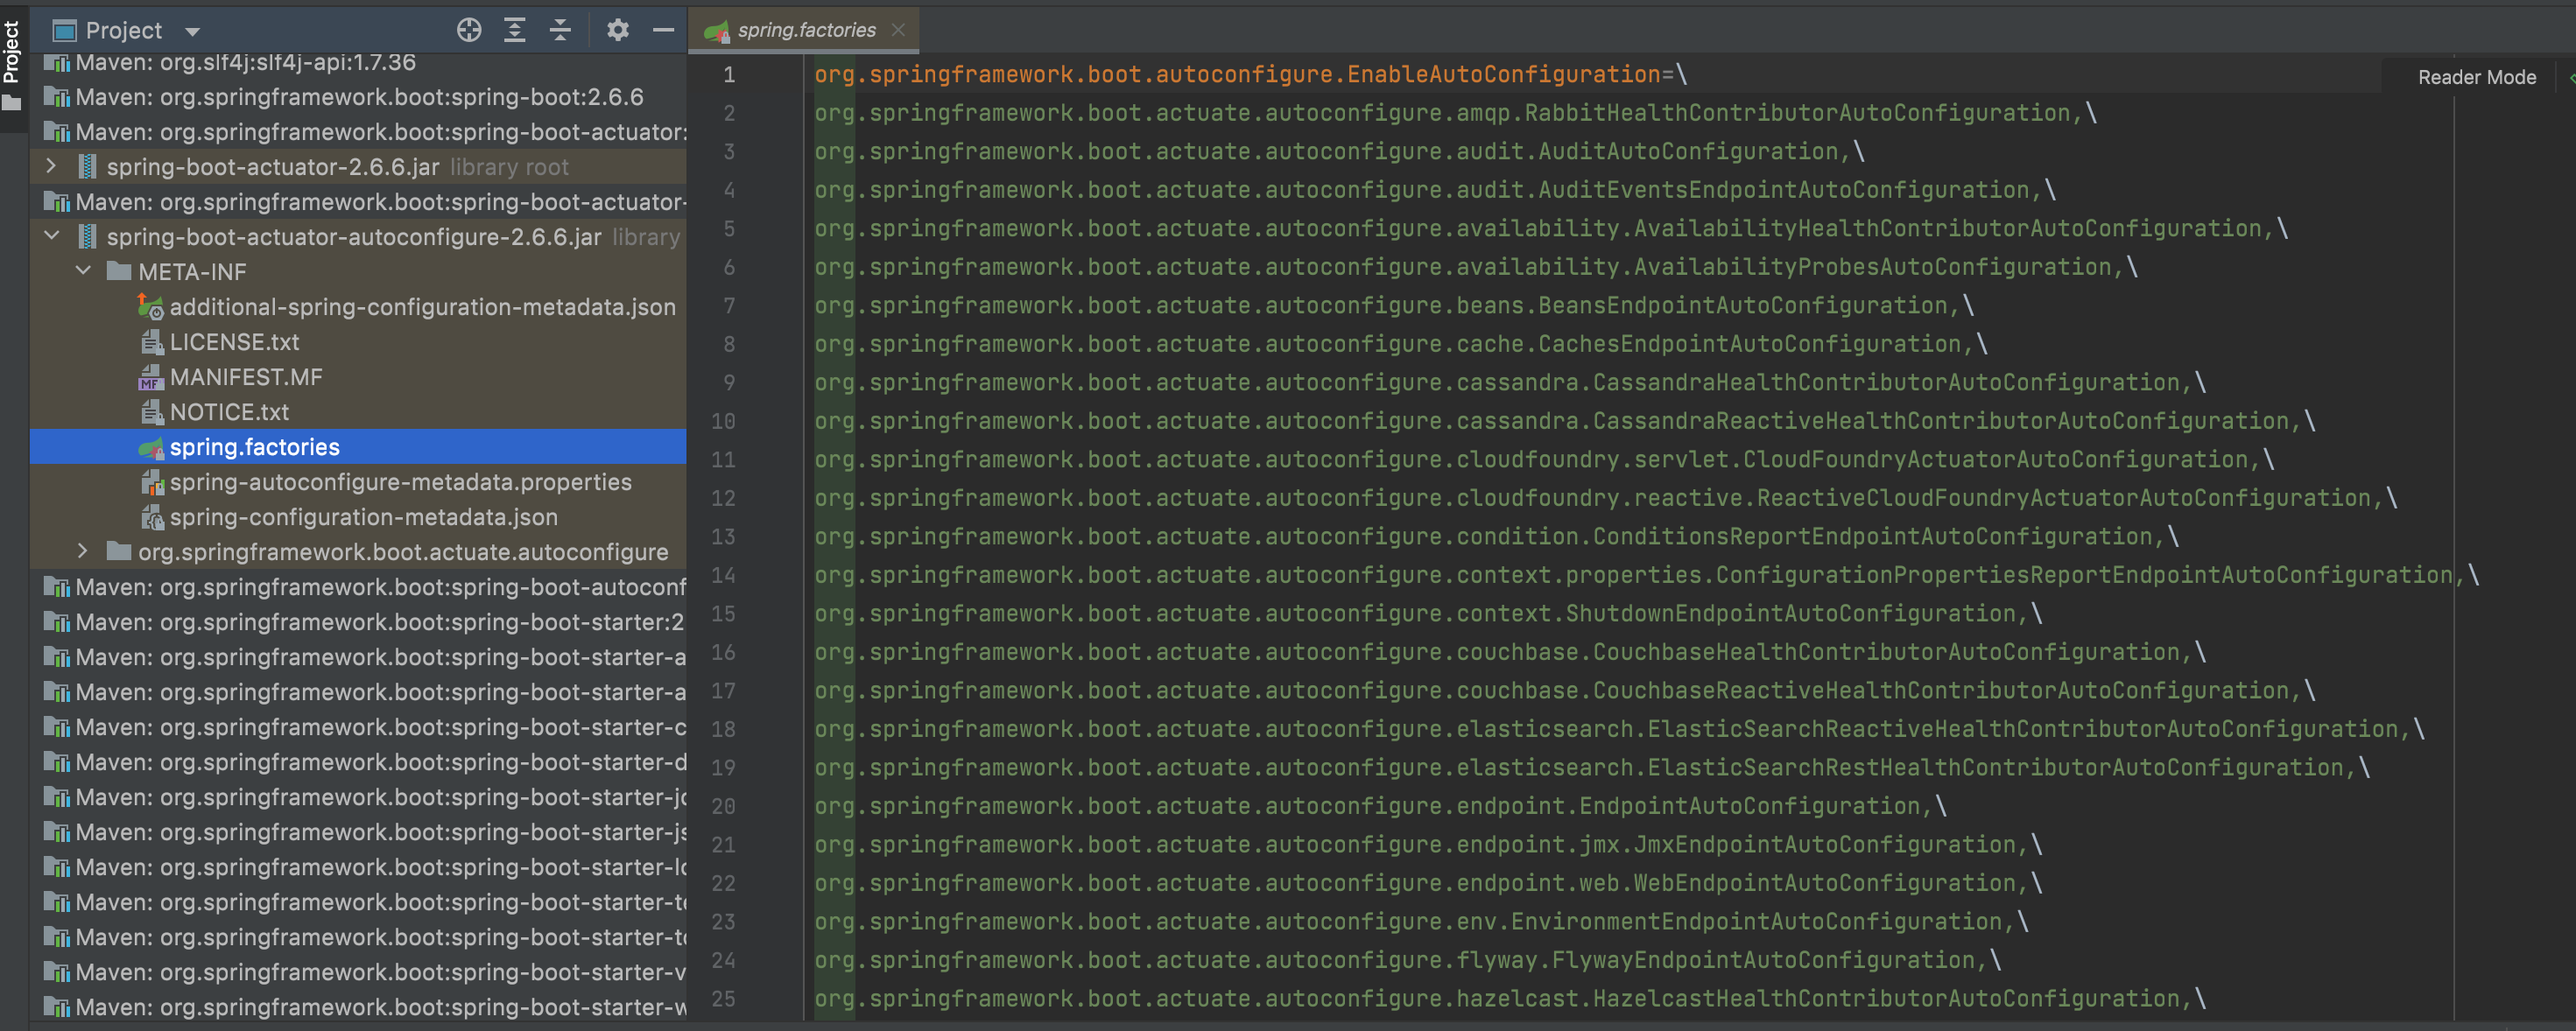 Project
Project
spring.factories
Maven: org.slf4j:slf4j-api:1.7.36
Maven: org.springframework.boot:spring-boot:2.6.6
Maven: org.springframework.boot:spring-boot-actuator:
spring-boot-actuator-2.6.6.jar library root
Maven: org.springframework.boot:spring-boot-actuator-
spring-boot-actuator-autoconfigure-2.6.6.jar library
META-INF
additional-spring-configuration-metadata.json
LICENSE.txt
MANIFEST.MF
NOTICE.txt
spring.factories
spring-autoconfigure-metadata.properties
spring-configuration-metadata.json
org.springframework.boot.actuate.autoconfigure
Maven: org.springframework.boot:spring-boot-autoconf
Maven: org.springframework.boot:spring-boot-starter:2
Maven: org.springframework.boot:spring-boot-starter-a
Maven: org.springframework.boot:spring-boot-starter-a
Maven: org.springframework.boot:spring-boot-starter-c
Maven: org.springframework.boot:spring-boot-starter-d
Maven: org.springframework.boot:spring-boot-starter-jc
Maven: org.springframework.boot:spring-boot-starter-js
Maven: org.springframework.boot:spring-boot-starter-lo
Maven: org.springframework.boot:spring-boot-starter-te
Maven: org.springframework.boot:spring-boot-starter-to
Maven: org.springframework.boot:spring-boot-starter-v
Maven: org.springframework.boot:spring-boot-starter-w
Reader Mode
1 org.springframework.boot.autoconfigure.EnableAutoConfiguration=\
2 org.springframework.boot.actuate.autoconfigure.amqp.RabbitHealthContributorAutoConfiguration,\
3 org.springframework.boot.actuate.autoconfigure.audit.AuditAutoConfiguration,\
4 org.springframework.boot.actuate.autoconfigure.audit.AuditEventsEndpointAutoConfiguration,\
5 org.springframework.boot.actuate.autoconfigure.availability.AvailabilityHealthContributorAutoConfiguration,\
6 org.springframework.boot.actuate.autoconfigure.availability.AvailabilityProbesAutoConfiguration,\
7 org.springframework.boot.actuate.autoconfigure.beans.BeansEndpointAutoConfiguration,\
8 org.springframework.boot.actuate.autoconfigure.cache.CachesEndpointAutoConfiguration,\
9 org.springframework.boot.actuate.autoconfigure.cassandra.CassandraHealthContributorAutoConfiguration,\
10 org.springframework.boot.actuate.autoconfigure.cassandra.CassandraReactiveHealthContributorAutoConfiguration,\
11 org.springframework.boot.actuate.autoconfigure.cloudfoundry.servlet.CloudFoundryActuatorAutoConfiguration,\
12 org.springframework.boot.actuate.autoconfigure.cloudfoundry.reactive.ReactiveCloudFoundryActuatorAutoConfiguration,\
13 org.springframework.boot.actuate.autoconfigure.condition.ConditionsReportEndpointAutoConfiguration,\
14 org.springframework.boot.actuate.autoconfigure.context.properties.ConfigurationPropertiesReportEndpointAutoConfiguration,\
15 org.springframework.boot.actuate.autoconfigure.context.ShutdownEndpointAutoConfiguration,\
16 org.springframework.boot.actuate.autoconfigure.couchbase.CouchbaseHealthContributorAutoConfiguration,\
17 org.springframework.boot.actuate.autoconfigure.couchbase.CouchbaseReactiveHealthContributorAutoConfiguration,\
18 org.springframework.boot.actuate.autoconfigure.elasticsearch.ElasticSearchReactiveHealthContributorAutoConfiguration,\
19 org.springframework.boot.actuate.autoconfigure.elasticsearch.ElasticSearchRestHealthContributorAutoConfiguration,\
20 org.springframework.boot.actuate.autoconfigure.endpoint.EndpointAutoConfiguration,\
21 org.springframework.boot.actuate.autoconfigure.endpoint.jmx.JmxEndpointAutoConfiguration,\
22 org.springframework.boot.actuate.autoconfigure.endpoint.web.WebEndpointAutoConfiguration,\
23 org.springframework.boot.actuate.autoconfigure.env.EnvironmentEndpointAutoConfiguration,\
24 org.springframework.boot.actuate.autoconfigure.flyway.FlywayEndpointAutoConfiguration,\
25 org.springframework.boot.actuate.autoconfigure.hazelcast.HazelcastHealthContributorAutoConfiguration,\